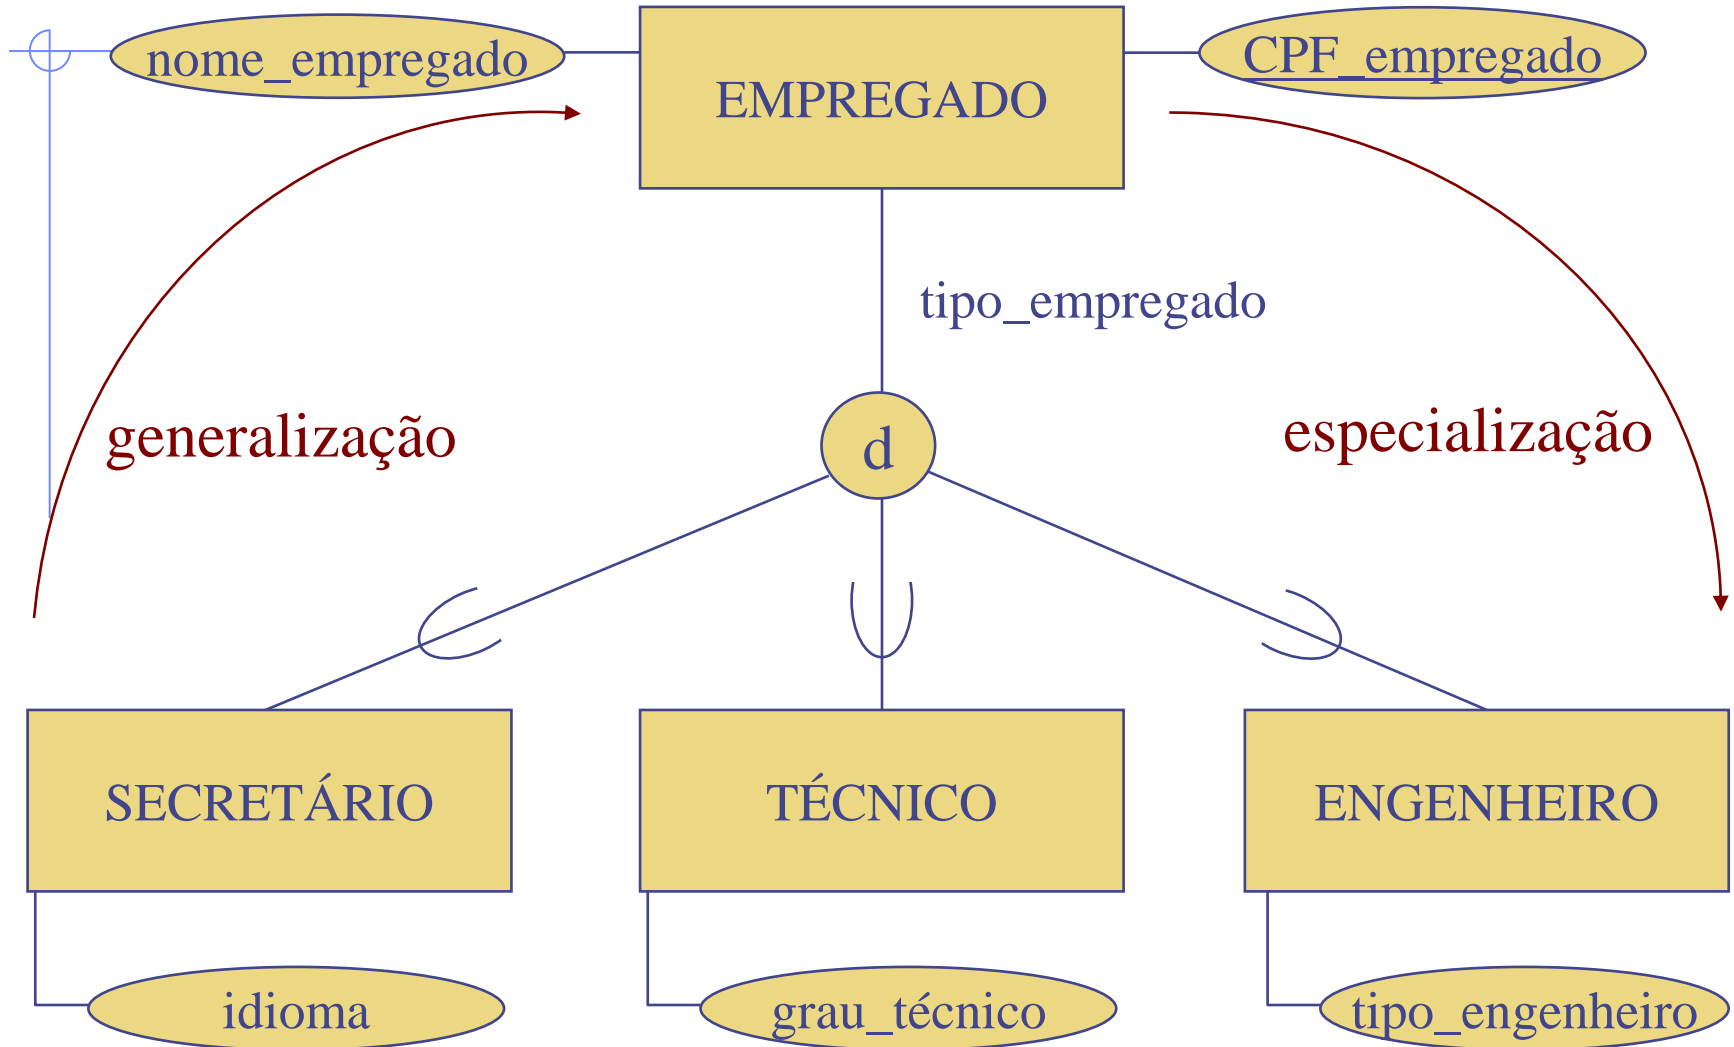 nome_empregado
CPF_empregado
EMPREGADO
tipo_empregado
generalização
d
especialização
SECRETÁRIO
TÉCNICO
ENGENHEIRO
idioma
grau_técnico
tipo_engenheiro